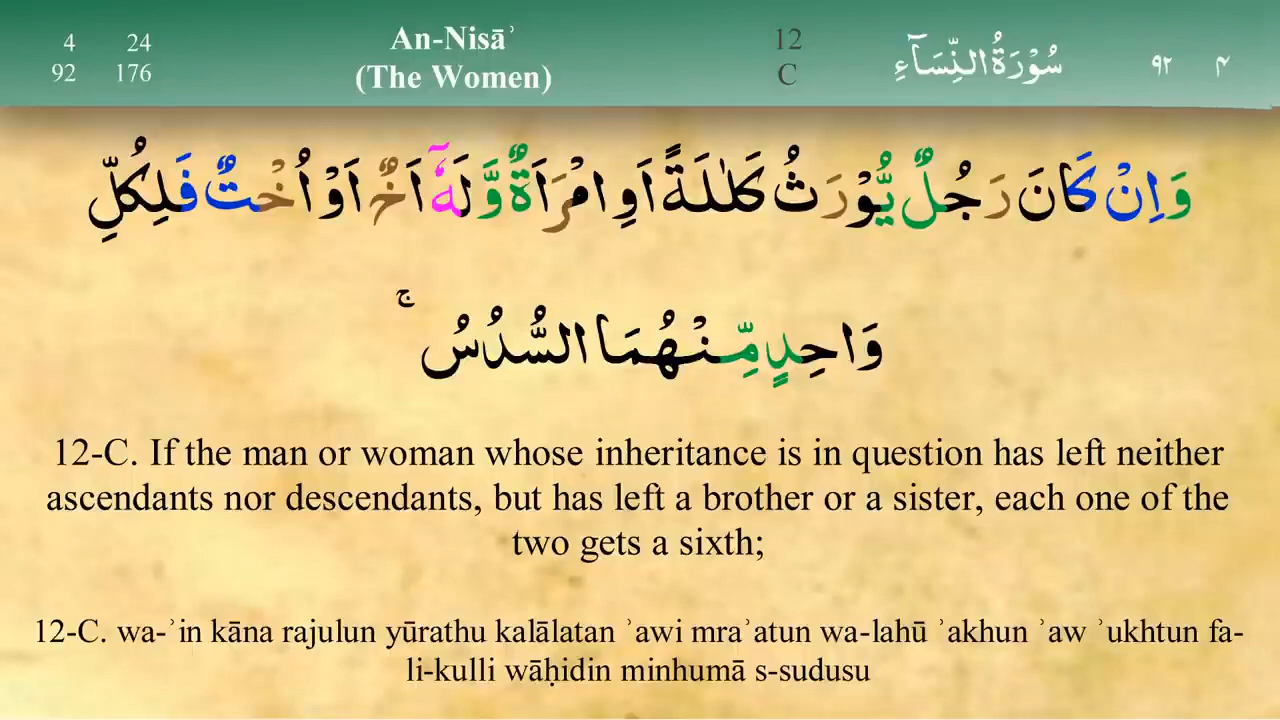 4 24 An-Nisāʾ 12 سُوْرَةُ النِّسَآءِ ٤ ٩٢
92 176 (The Women) C
وَاِنْ كَانَ رَجُلٌ يُّوْرَثُ كَلٰلَةً اَوِ امْرَاَةٌ وَّلَهٗۤ اَخٌ اَوْ اُخْتٌ فَلِكُلِّ
وَاحِدٍ مِّنْهُمَا السُّدُسُ ۚ
12-C. If the man or woman whose inheritance is in question has left neither
ascendants nor descendants, but has left a brother or a sister, each one of the
two gets a sixth;
12-C. wa-ʾin kāna rajulun yūrathu kalālatan ʾawi mraʾatun wa-lahū ʾakhun ʾaw ʾukhtun fa-
li-kulli wāḥidin minhumā s-sudusu